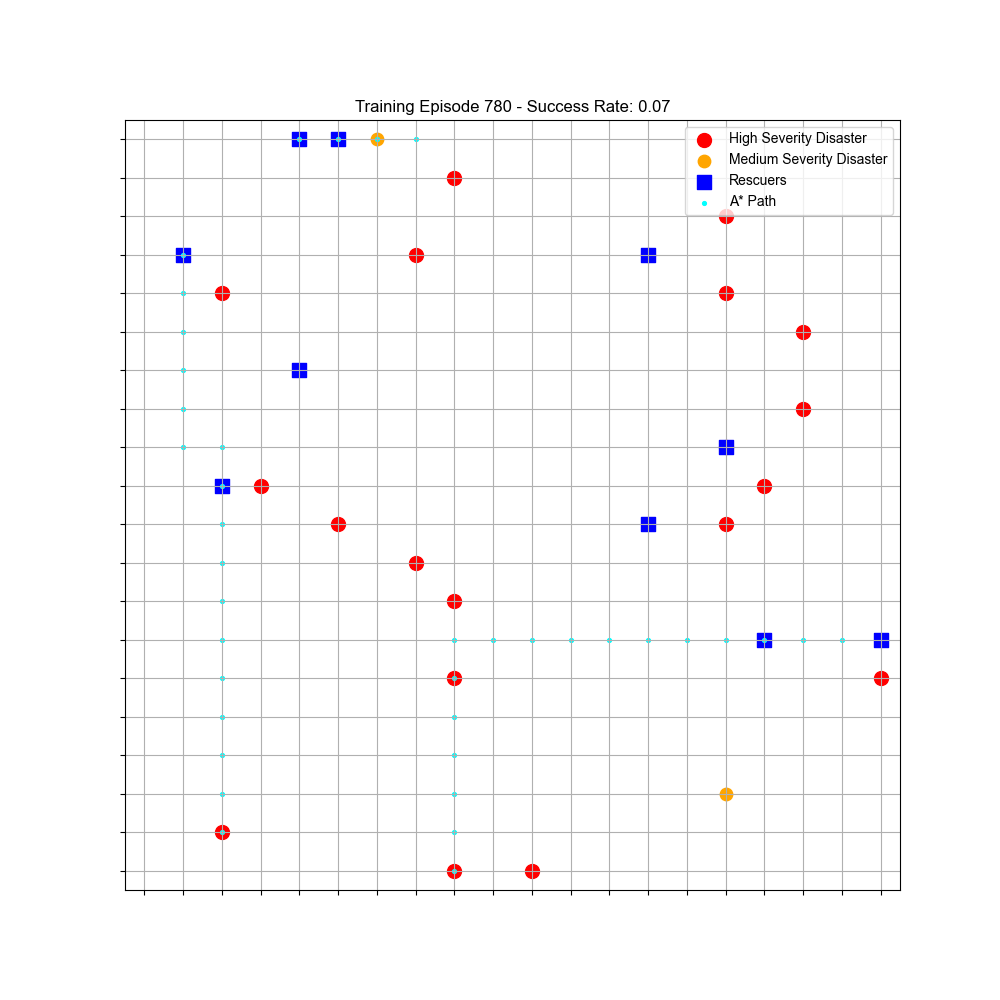 Training Episode 780 - Success Rate: 0.07
High Severity Disaster
Medium Severity Disaster
Rescuers
A* Path